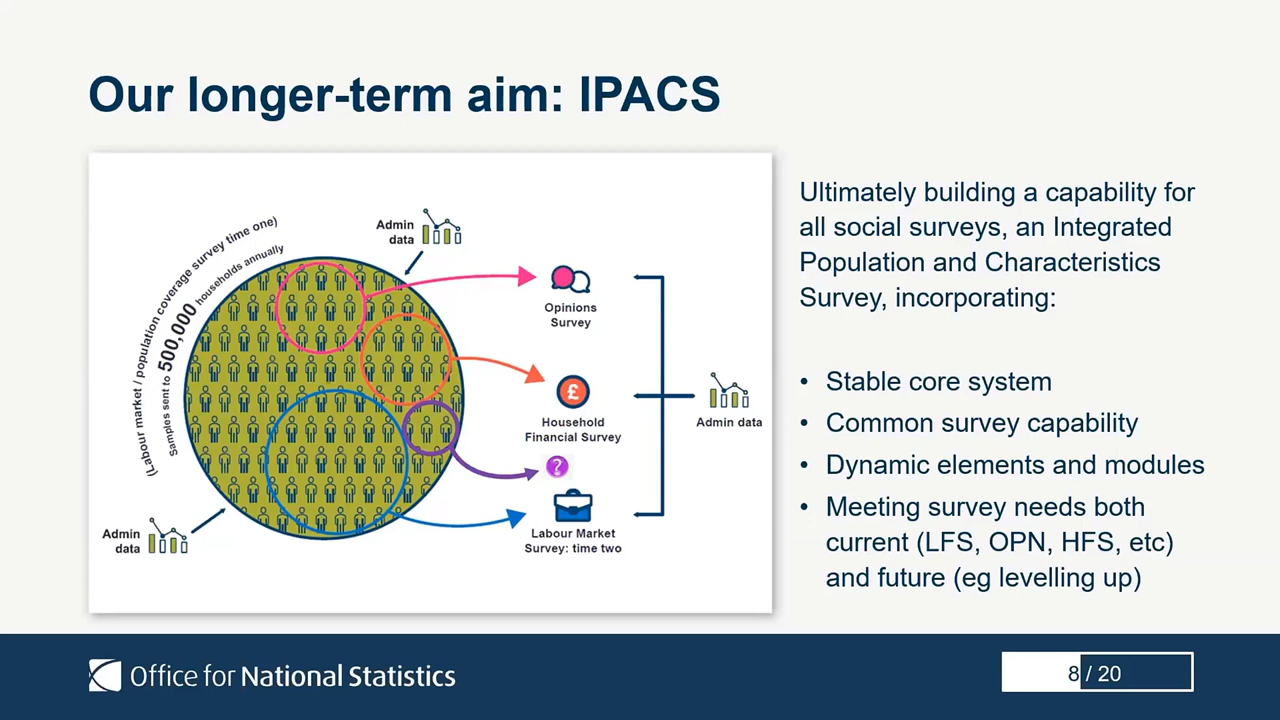 Our longer-term aim: IPACS
(Labour market / population coverage survey time one)
Samples sent to 500,000 households annually
Admin
data
Opinions
Survey
£
Household
Financial Survey
?
Labour Market
Survey: time two
Admin data
Admin
data
Ultimately building a capability for
all social surveys, an Integrated
Population and Characteristics
Survey, incorporating:
• Stable core system
• Common survey capability
• Dynamic elements and modules
• Meeting survey needs both
current (LFS, OPN, HFS, etc)
and future (eg levelling up)
Office for National Statistics
8 / 20